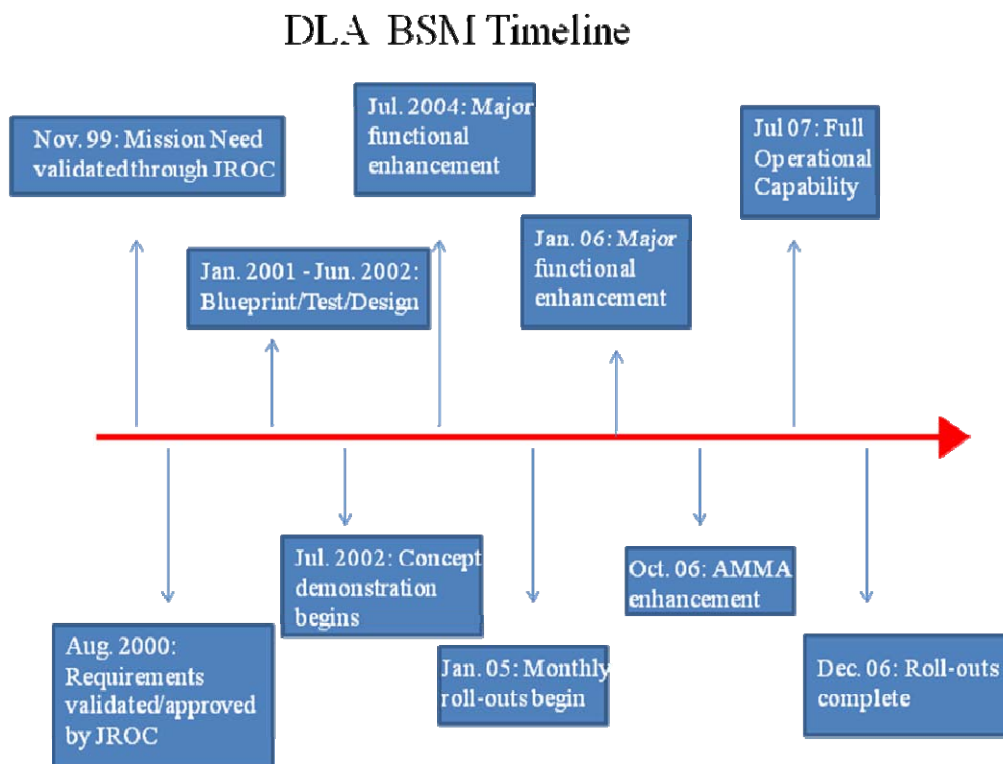 DLA BSM Timeline
Nov. 99: Mission Need
validated through JROC
Jul. 2004: Major
functional
enhancement
Jul 07: Full
Operational
Capability
Jan. 2001 - Jun. 2002:
Blueprint/Test/Design
Jan. 06: Major
functional
enhancement
Jul. 2002: Concept
demonstration
begins
Oct. 06: AMMA
enhancement
Aug. 2000:
Requirements
validated/approved
by JROC
Jan. 05: Monthly
roll-outs begin
Dec. 06: Roll-outs
complete